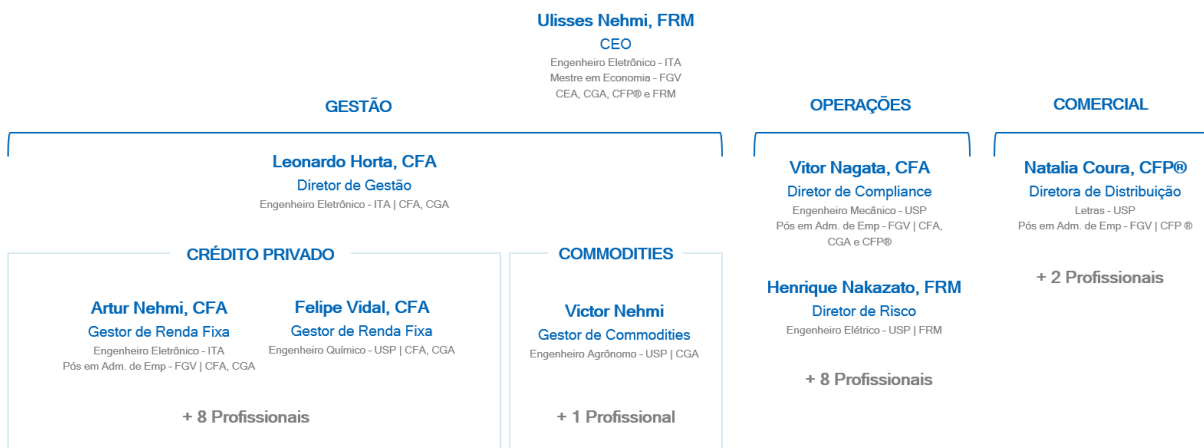 Ulisses Nehmi, FRM
CEO
Engenheiro Eletrônico - ITA
Mestre em Economia - FGV
CEA, CGA, CFP® e FRM
GESTÃO
Leonardo Horta, CFA
Diretor de Gestão
Engenheiro Eletrônico - ITA | CFA, CGA
CRÉDITO PRIVADO
Artur Nehmi, CFA
Gestor de Renda Fixa
Engenheiro Eletrônico - ITA
Pós em Adm. de Emp - FGV | CFA, CGA
Felipe Vidal, CFA
Gestor de Renda Fixa
Engenheiro Químico - USP | CFA, CGA
+ 8 Profissionais
COMMODITIES
Victor Nehmi
Gestor de Commodities
Engenheiro Agrônomo - USP | CGA
+ 1 Profissional
OPERAÇÕES
Vitor Nagata, CFA
Diretor de Compliance
Engenheiro Mecânico - USP
Pós em Adm. de Emp - FGV | CFA,
CGA e CFP®
Henrique Nakazato, FRM
Diretor de Risco
Engenheiro Elétrico - USP | FRM
+ 8 Profissionais
COMERCIAL
Natalia Coura, CFP®
Diretora de Distribuição
Letras - USP
Pós em Adm. de Emp - FGV | CFP ®
+ 2 Profissionais